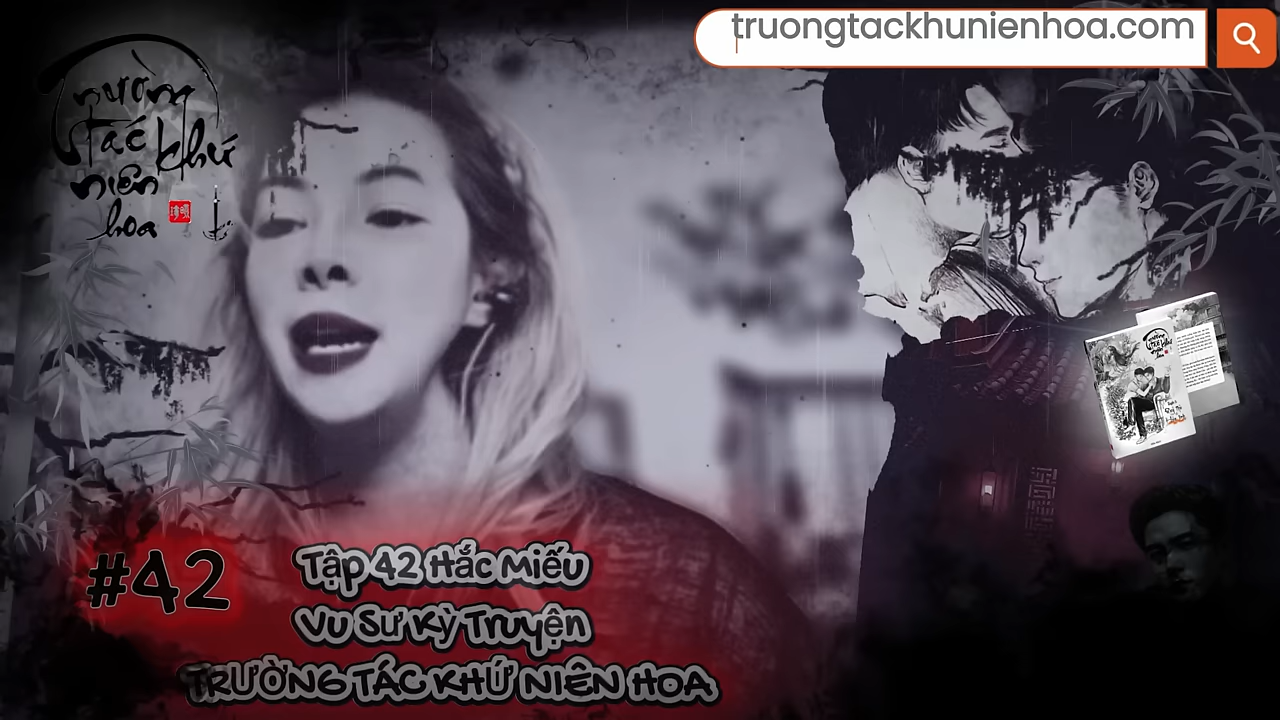 truongtackhunienhoa.com
Trường
tác khứ
niên
hoa
#42
Tập 42 Hắc Miếu
Vu Sư Kỳ Truyện
TRƯỜNG TÁC KHỨ NIÊN HOA